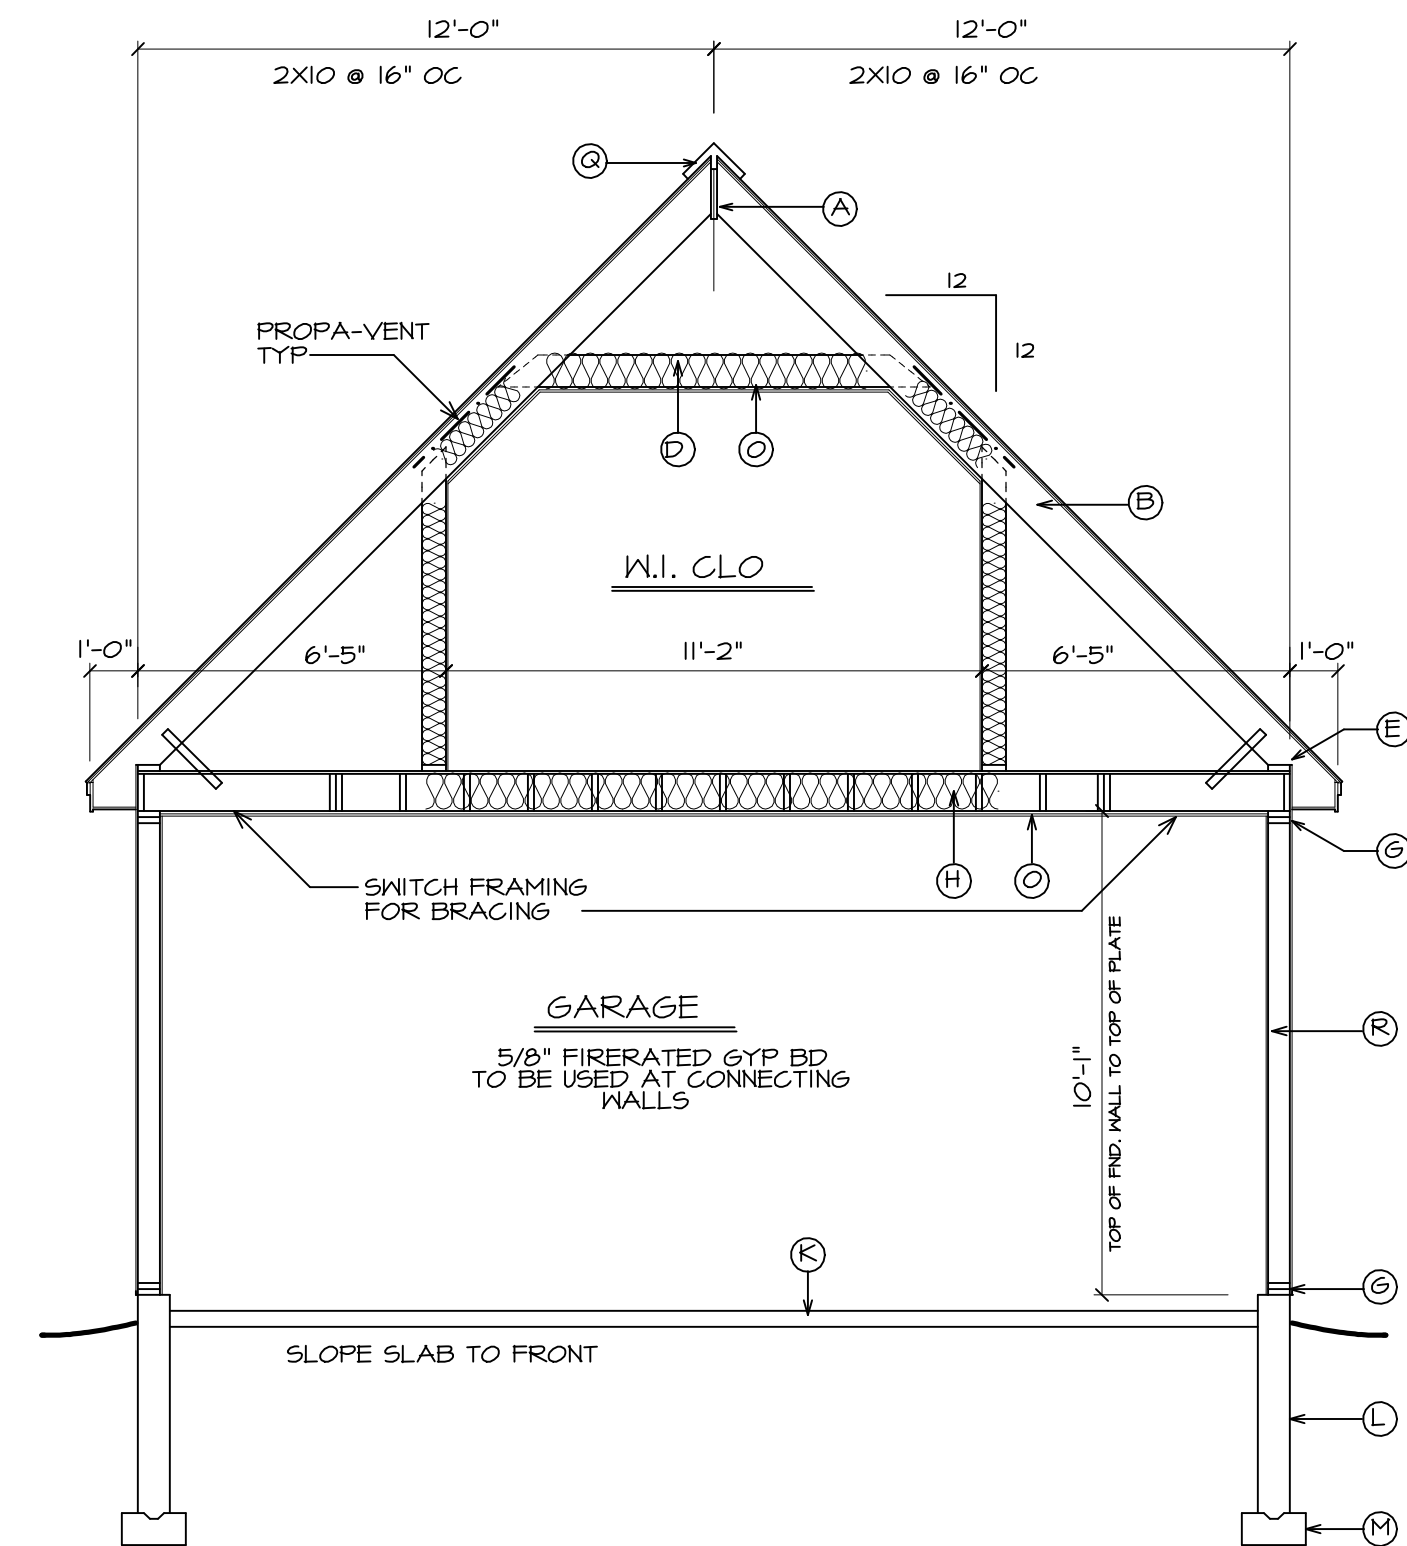 12'-0" 12'-0"
2X10 @ 16" OC 2X10 @ 16" OC
Q
A
12
12
PROPA-VENT
TYP
D O
B
W.I. CLO
1'-0" 6'-5" 11'-2" 6'-5" 1'-0"
E
G
H O
SWITCH FRAMING
FOR BRACING
TOP OF FND. WALL TO TOP OF PLATE
10'-1"
GARAGE
R
5/8" FIRERATED GYP BD
TO BE USED AT CONNECTING
WALLS
K
G
SLOPE SLAB TO FRONT
L
M